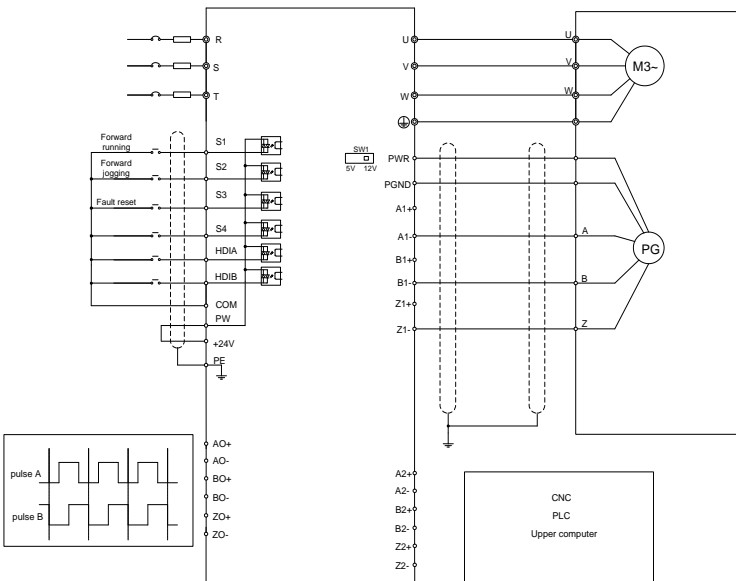 R
S
T
Forward
running
Forward
jogging
Fault reset
S1
S2
S3
S4
HDIA
HDIB
COM
PW
+24V
PE
SW1
5V 12V
U
V
W
PWR
PGND
A1+
A1-
B1+
B1-
Z1+
Z1-
U
V
W
M3~
A
B
Z
PG
AO+
AO-
BO+
BO-
ZO+
ZO-
pulse A
pulse B
A2+
A2-
B2+
B2-
Z2+
Z2-
CNC
PLC
Upper computer